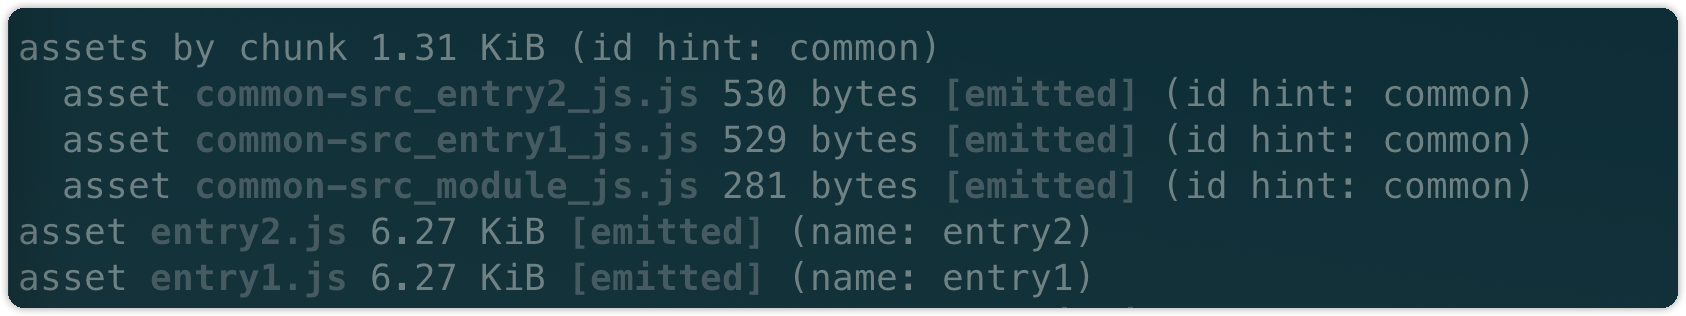 assets by chunk 1.31 KiB (id hint: common)
asset common-src_entry2_js.js 530 bytes [emitted] (id hint: common)
asset common-src_entry1_js.js 529 bytes [emitted] (id hint: common)
asset common-src_module_js.js 281 bytes [emitted] (id hint: common)
asset entry2.js 6.27 KiB [emitted] (name: entry2)
asset entry1.js 6.27 KiB [emitted] (name: entry1)